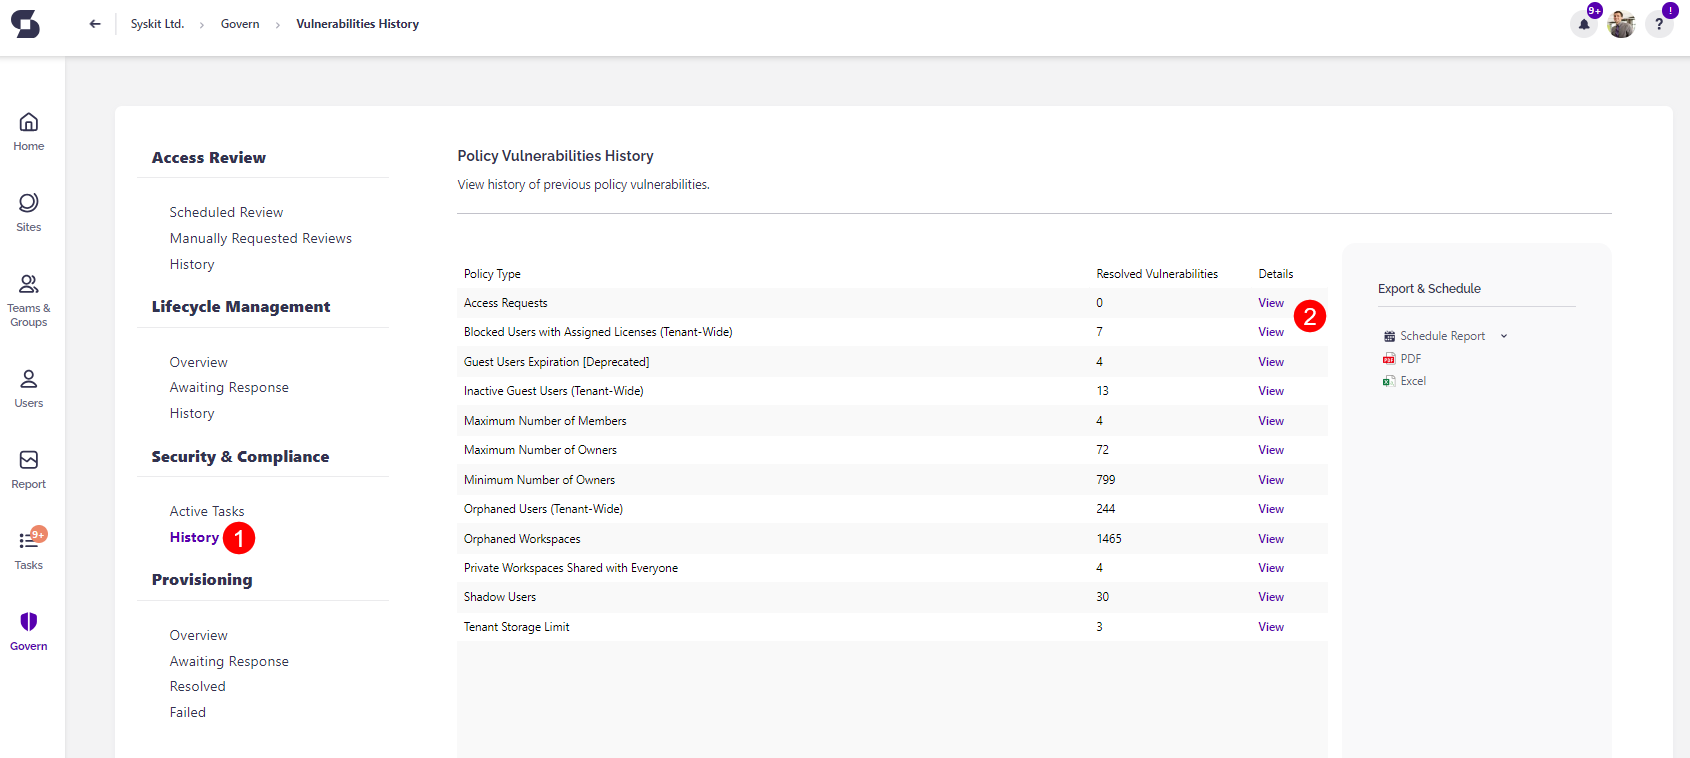 Syskit Ltd. › Govern › Vulnerabilities History
9+
!
?
Home
Sites
Teams &
Groups
Users
Report
9+
Tasks
Govern
Access Review
Scheduled Review
Manually Requested Reviews
History
Lifecycle Management
Overview
Awaiting Response
History
Security & Compliance
Active Tasks
History 1
Provisioning
Overview
Awaiting Response
Resolved
Failed
Policy Vulnerabilities History
View history of previous policy vulnerabilities.
Policy Type Resolved Vulnerabilities Details
Access Requests 0 View
2
Blocked Users with Assigned Licenses (Tenant-Wide) 7 View
Guest Users Expiration [Deprecated] 4 View
Inactive Guest Users (Tenant-Wide) 13 View
Maximum Number of Members 4 View
Maximum Number of Owners 72 View
Minimum Number of Owners 799 View
Orphaned Users (Tenant-Wide) 244 View
Orphaned Workspaces 1465 View
Private Workspaces Shared with Everyone 4 View
Shadow Users 30 View
Tenant Storage Limit 3 View
Export & Schedule
Schedule Report
PDF
Excel